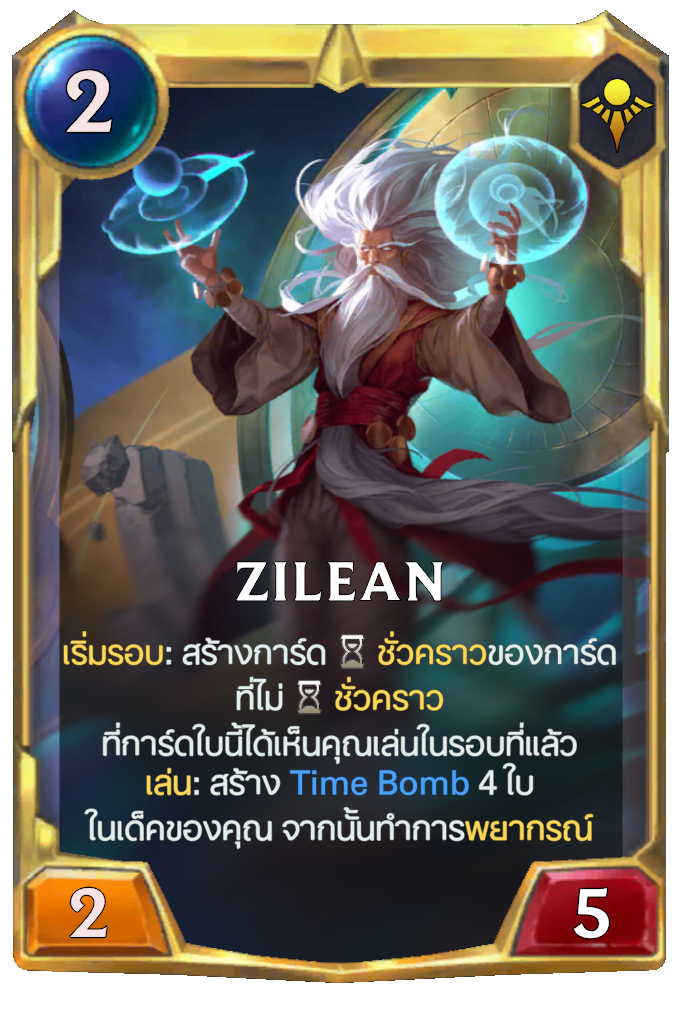 2
ZILEAN
เริ่มรอบ: สร้างการ์ด ชั่วคราวของการ์ด
ที่ไม่ ชั่วคราว
ที่การ์ดใบนี้ได้เห็นคุณเล่นในรอบที่แล้ว
เล่น: สร้าง Time Bomb 4 ใบ
ในเด็คของคุณ จากนั้นทำการพยากรณ์
2
5